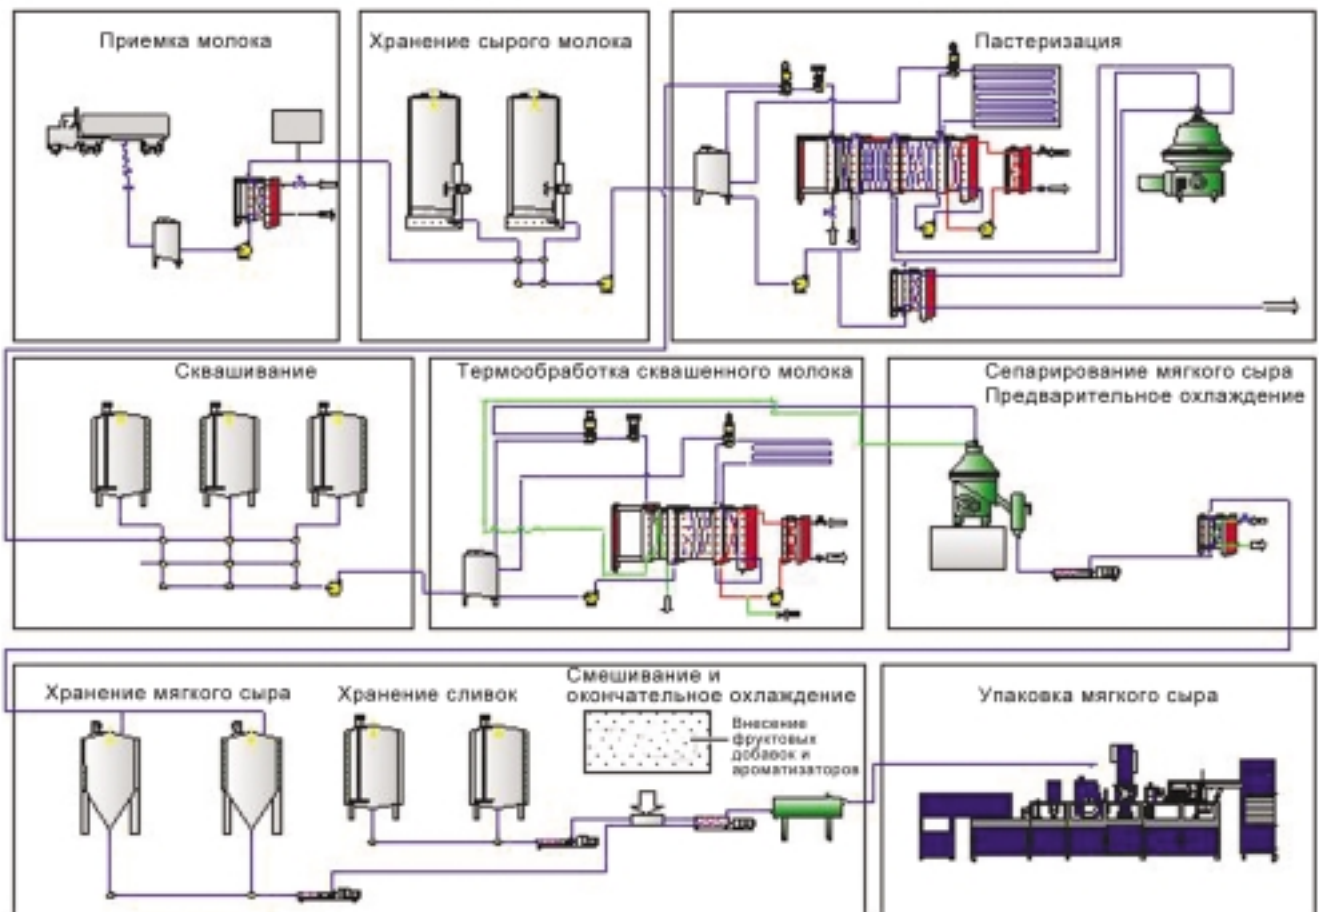 Приемка молока
Хранение сырого молока
Пастеризация
Сквашивание
Термообработка сквашенного молока
Сепарирование мягкого сыра
Предварительное охлаждение
Хранение мягкого сыра
Хранение сливок
Смешивание и
окончательное охлаждение
Внесение
фруктовых
добавок и
ароматизаторов
Упаковка мягкого сыра